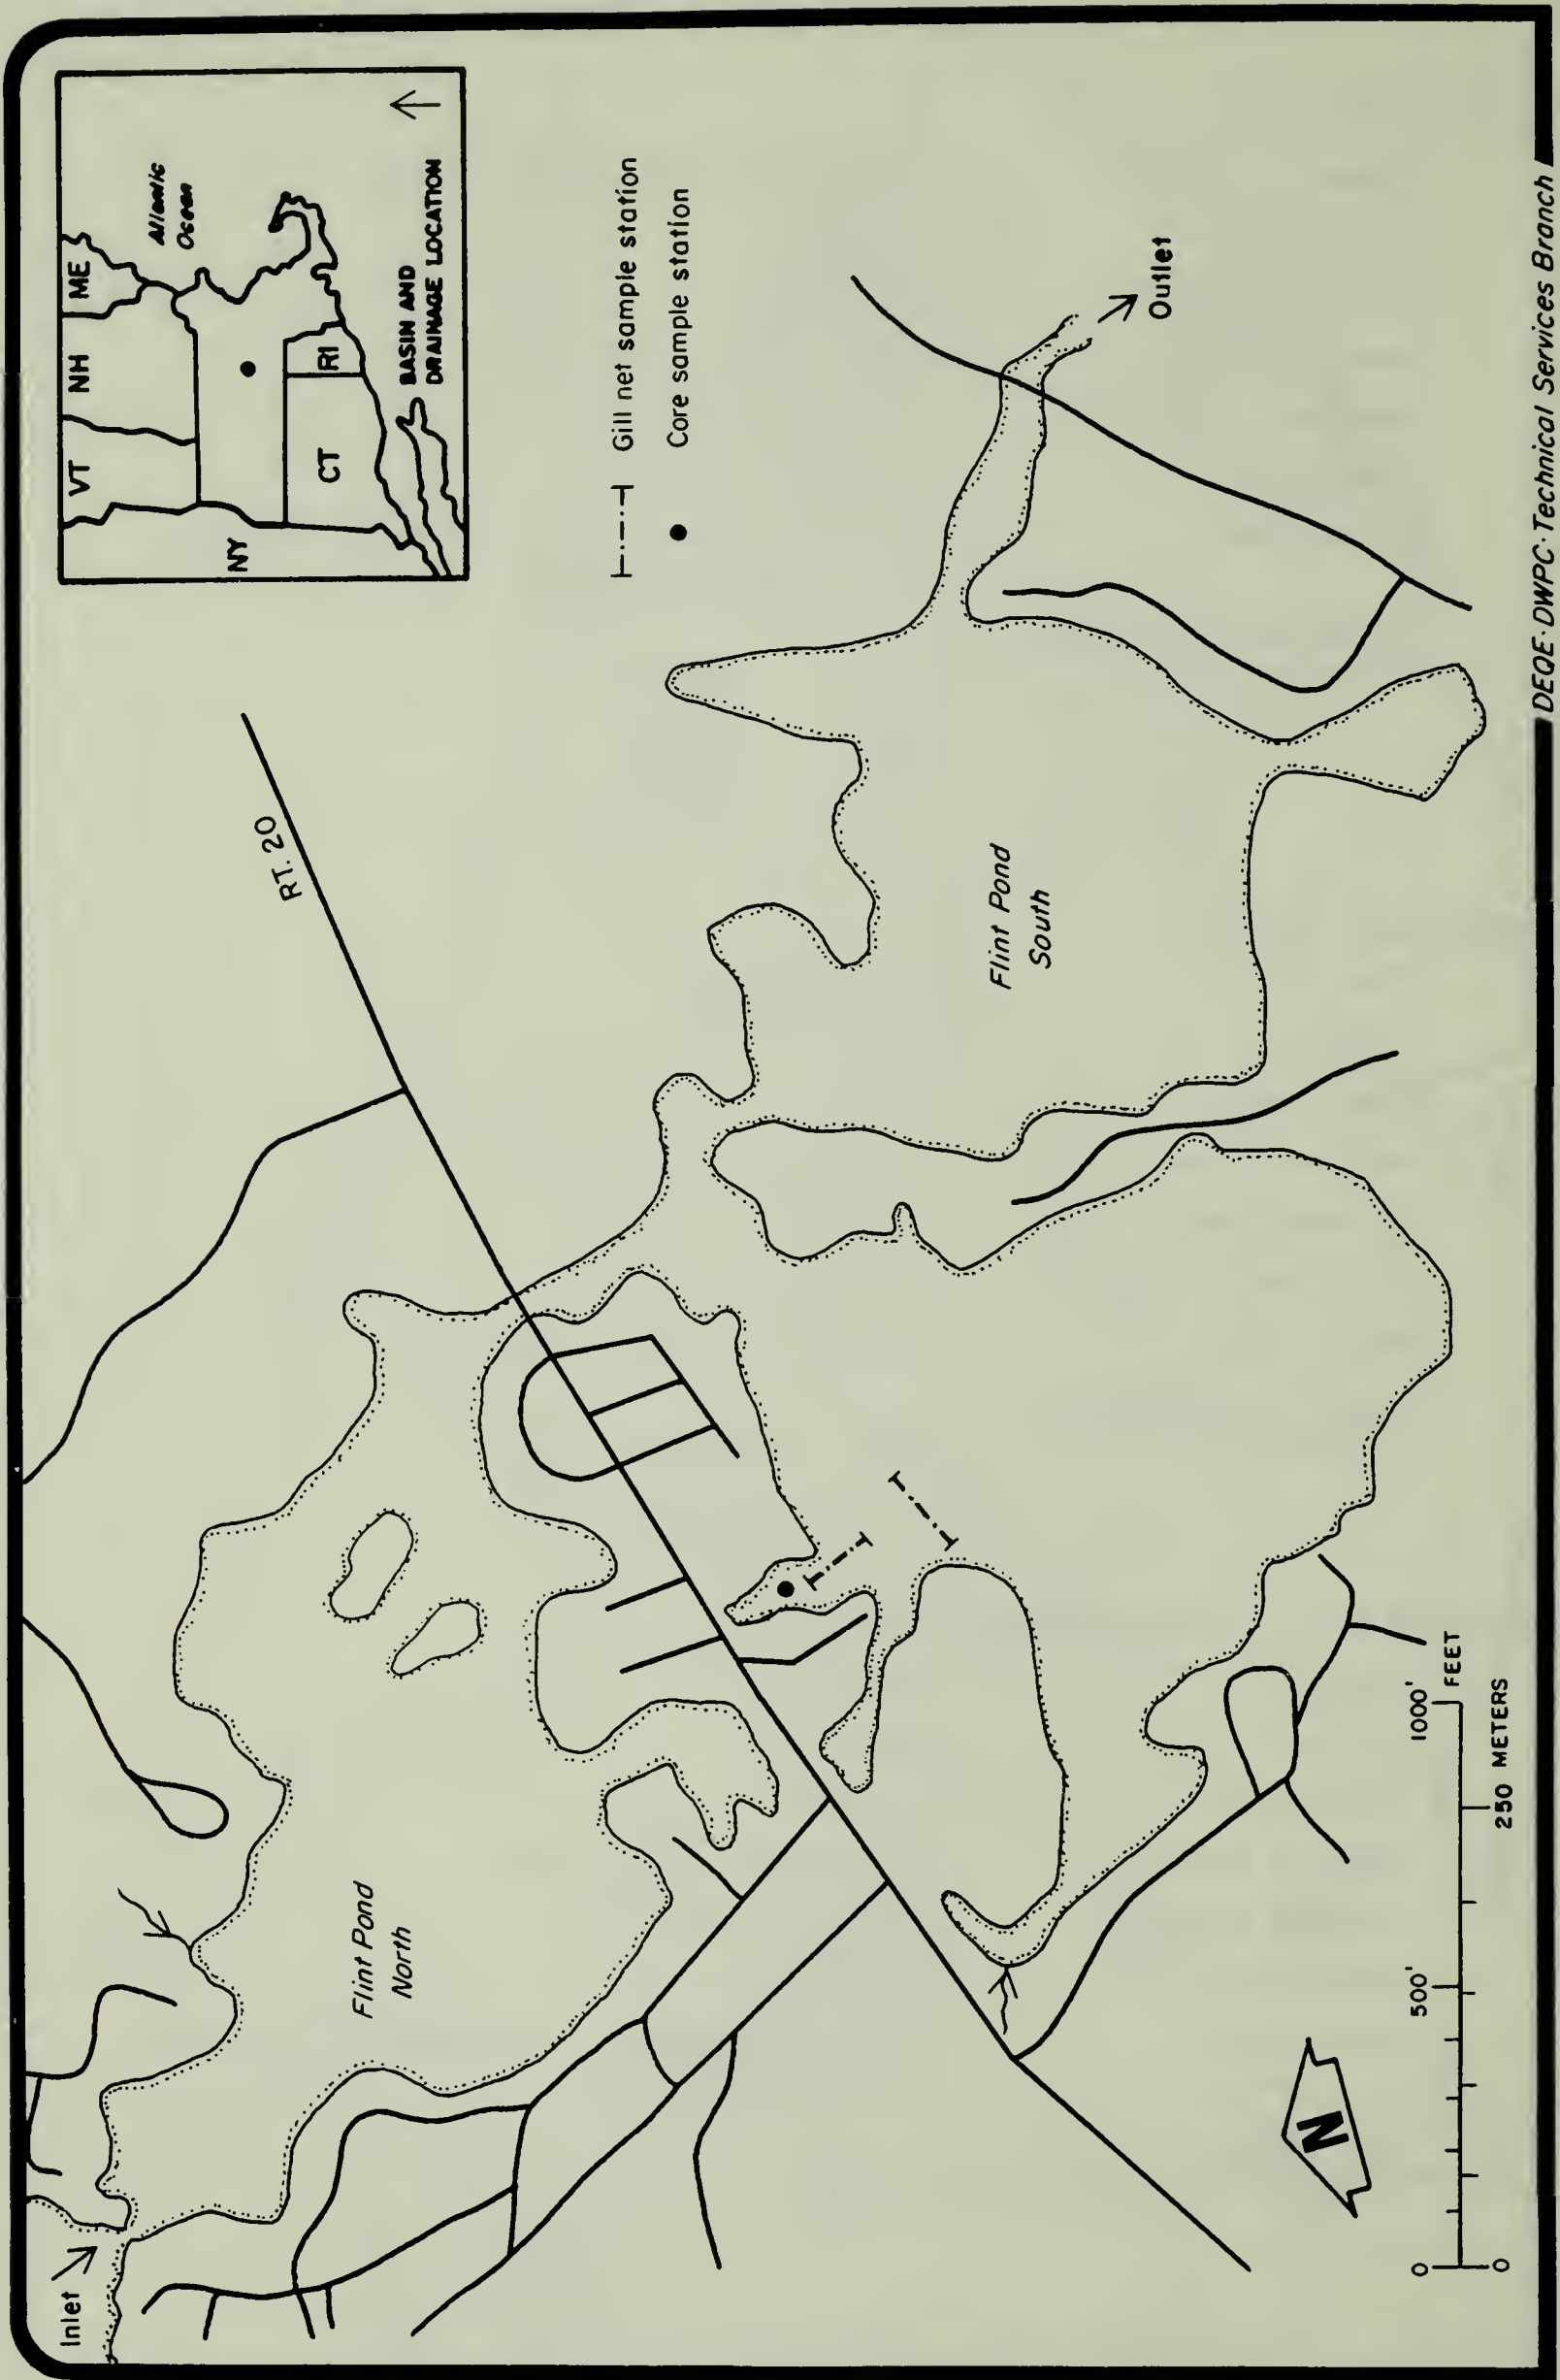 VT
NH
ME
Atlantic
Ocean
NY
CT
RI
BASIN AND
DRAINAGE LOCATION
Gill net sample station
Core sample station
RT. 20
Outlet
Flint Pond
South
Flint Pond
North
Inlet
N
0
500'
1000'
FEET
0
250 METERS
DEQE·DWPC·Technical Services Branch